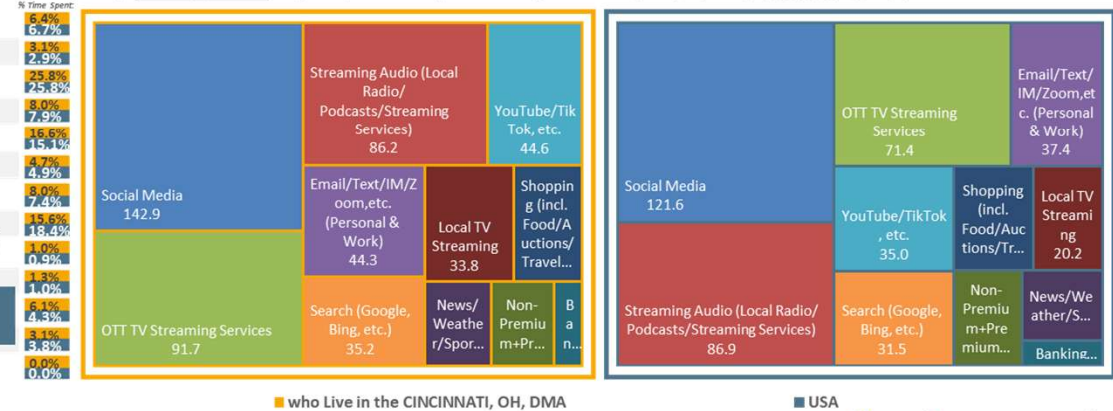 % Time Spent:
6.4%
6.7%
3.1%
2.9%
25.8%
25.8%
8.0%
7.9%
16.6%
15.1%
4.7%
4.9%
8.0%
7.4%
15.6%
18.4%
1.0%
0.9%
1.3%
1.0%
6.1%
4.3%
3.1%
3.8%
0.0%
0.0%
Social Media
142.9
OTT TV Streaming Services
91.7
Streaming Audio (Local
Radio/
Podcasts/Streaming
Services)
86.2
YouTube/Tik
Tok, etc.
44.6
Email/Text/IM/Z
oom,etc.
(Personal &
Work)
44.3
Local TV
Streaming
33.8
Shoppin
g (incl.
Food/A
uctions/
Travel...
Search (Google,
Bing, etc.)
35.2
News/
Weathe
r/Spor...
Non-
Premiu
m+Pr...
B
a
n...
Social Media
121.6
Streaming Audio (Local Radio/
Podcasts/Streaming Services)
86.9
OTT TV Streaming
Services
71.4
Email/Text/
IM/Zoom,et
c. (Personal
& Work)
37.4
YouTube/TikTok
, etc.
35.0
Shopping
(incl.
Food/Auc
tions/Tr...
Local TV
Streami
ng
20.2
Search (Google,
Bing, etc.)
31.5
Non-
Premiu
m+Pre
mium...
News/We
ather/S...
Banking...
who Live in the CINCINNATI, OH, DMA
USA